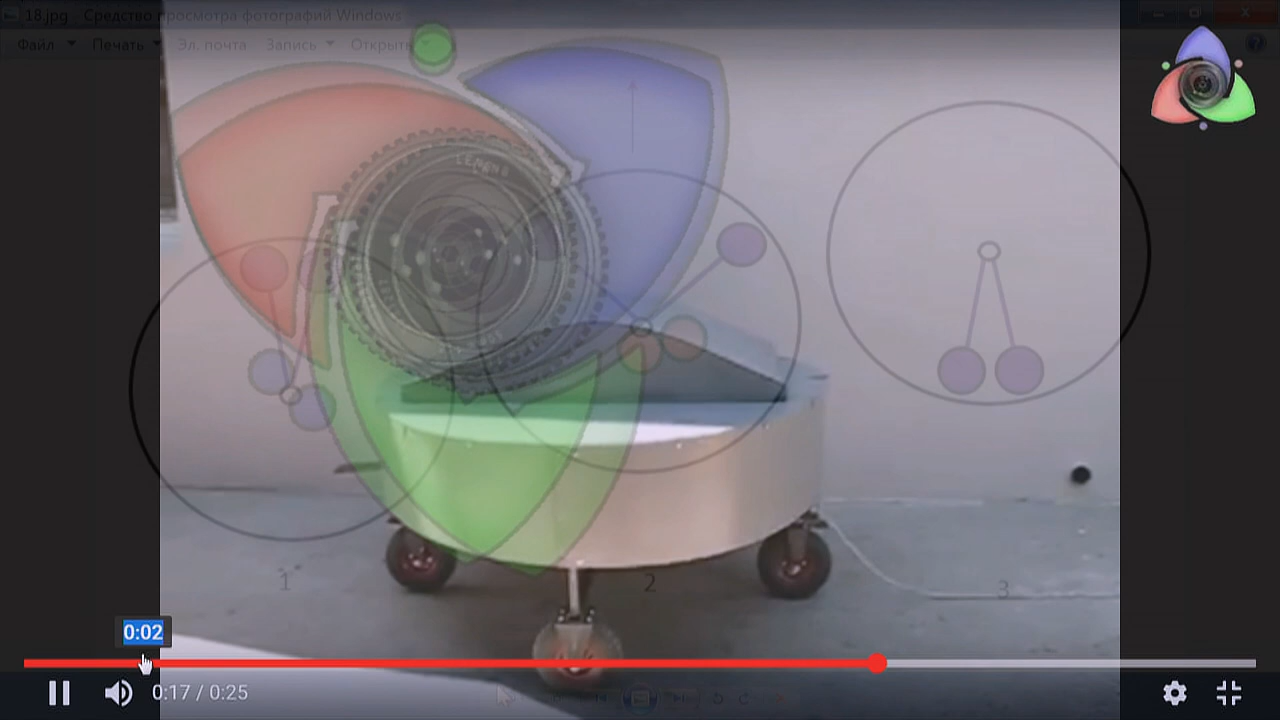 18.jpg - Средство просмотра фотографий Windows
Файл Печать Эл. почта Запись Открыть
1
2
3
0:02
0:17 / 0:25